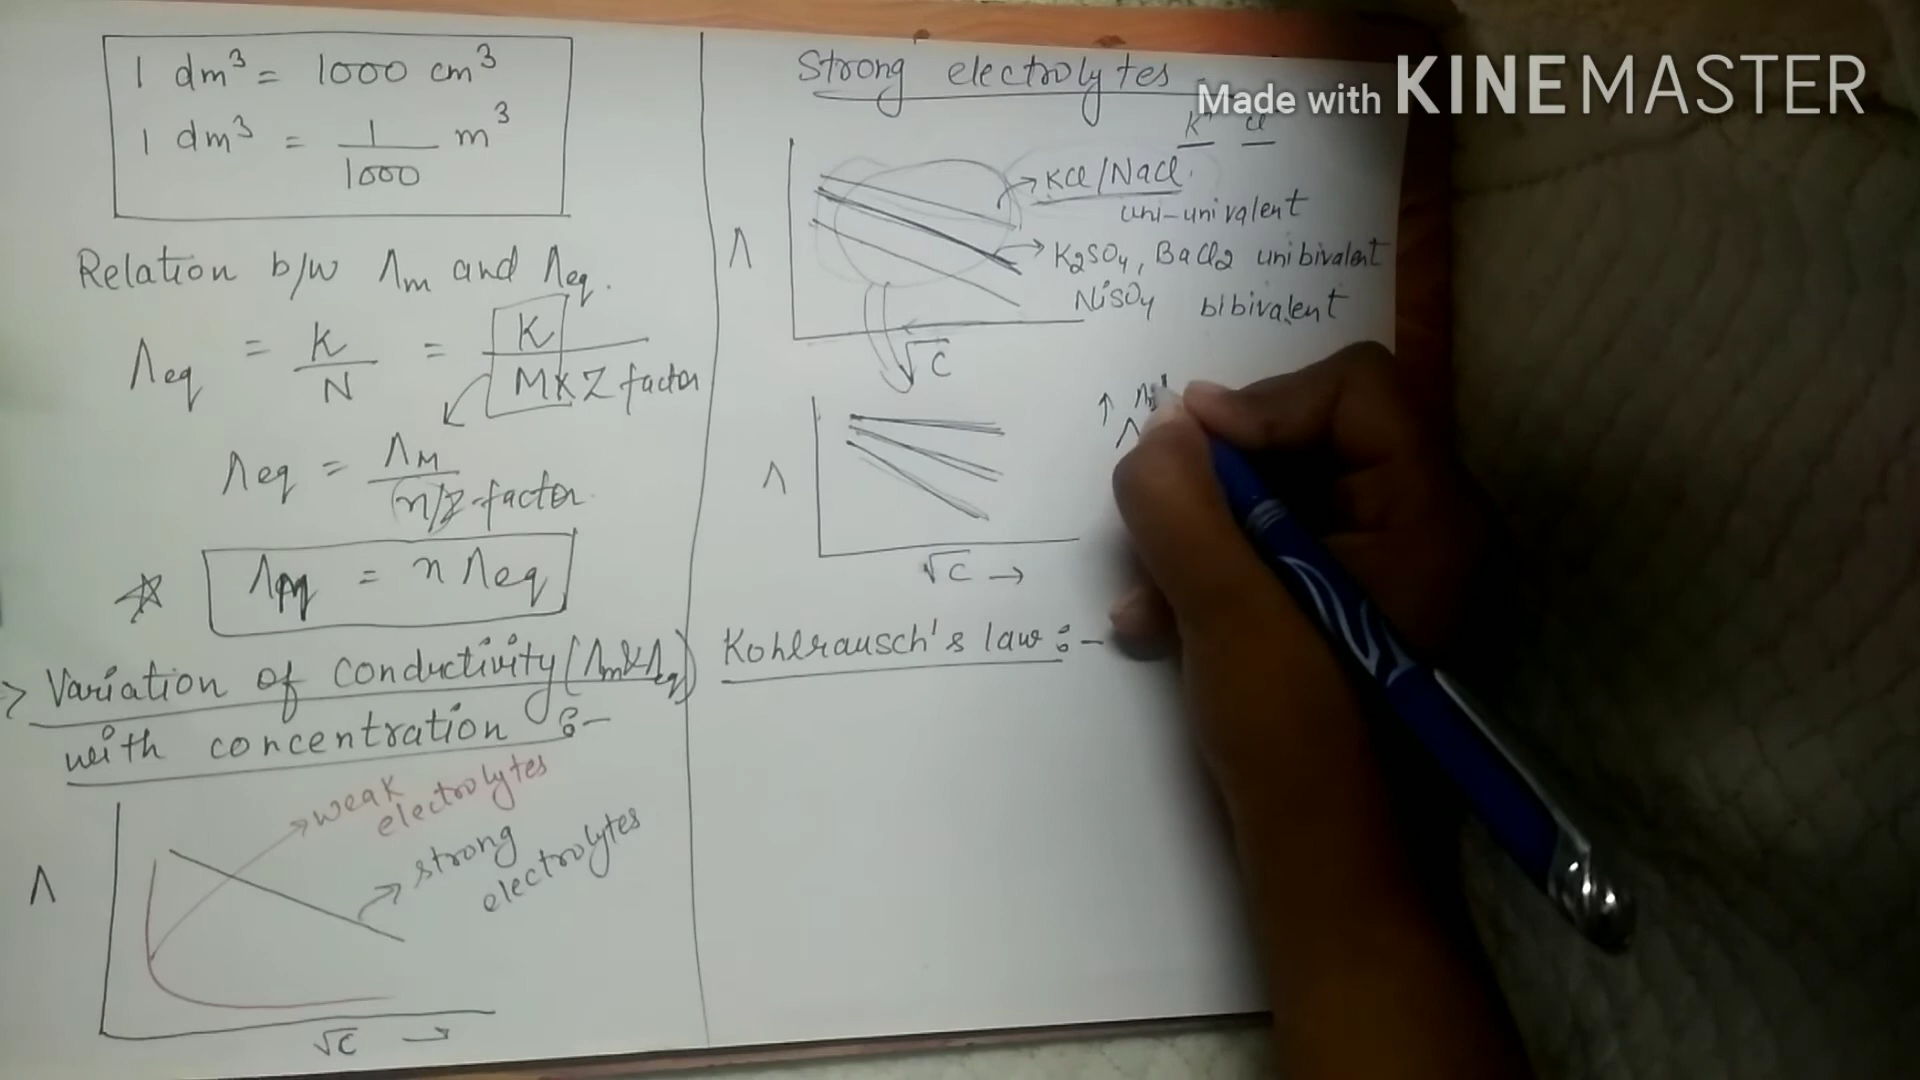 1 dm³ = 1000 cm³
1 dm³ = 1/1000 m³
Relation b/w Λm and Λeq.
Λeq = K/N = K/M×Z factor
Λeq = ΛM/(n/z-factor
☆ ΛM = n Λeq
> Variation of conductivity (Λm & Λeq)
with concentration :-
weak
electrolytes
strong
electrolytes
Λ
√C →
Strong electrolytes
Made with KINEMASTER
K⁺ Cl
→ KCl/NaCl.
uni-univalent
→ K₂SO₄, BaCl₂ unibivalent
NiSO₄ bibivalent
Λ
√C
↑
Λ
Λ
√C →
Kohlrausch's law :-